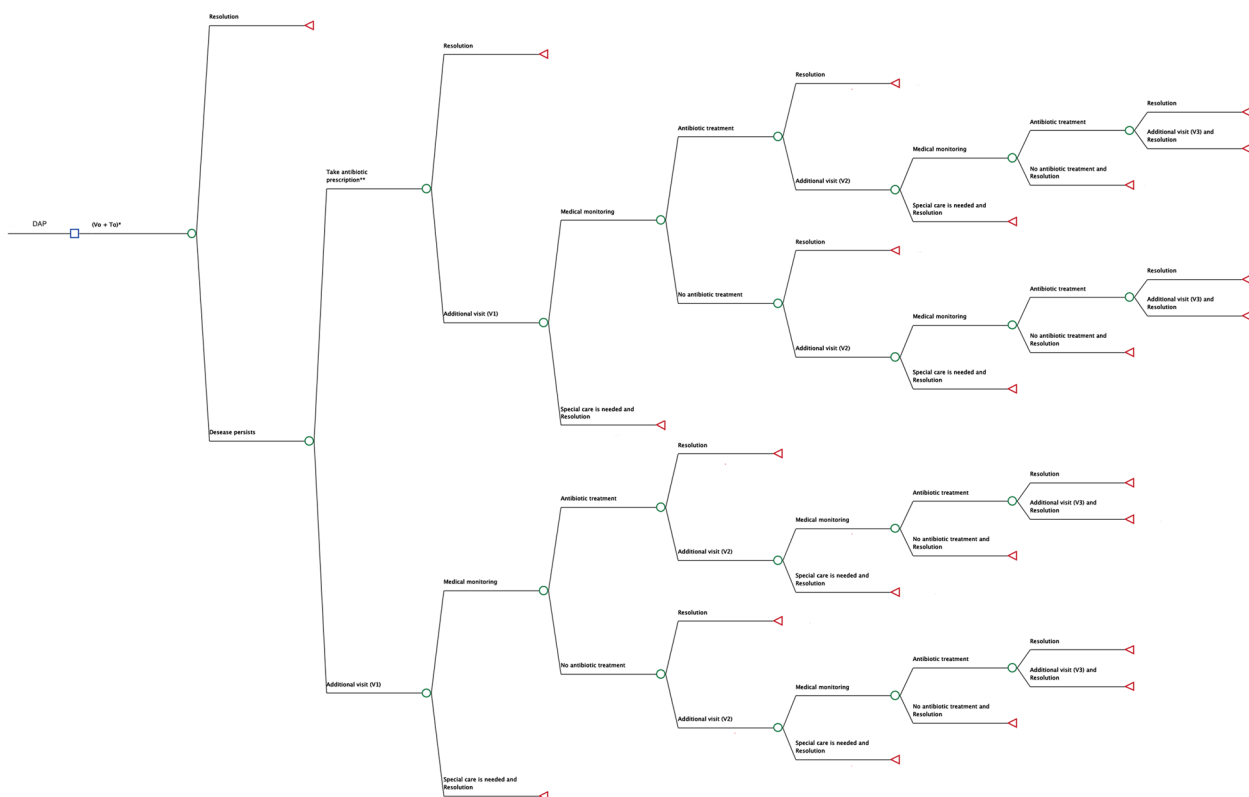 Resolution
Resolution
Resolution
Resolution
Antibiotic treatment
Antibiotic treatment
Additional visit (V3) and
Resolution
Medical monitoring
Take antibiotic
prescription**
No antibiotic treatment and
Resolution
Additional visit (V2)
Special care is needed and
Resolution
Medical monitoring
DAP
(Vo + To)*
Resolution
Resolution
Antibiotic treatment
No antibiotic treatment
Additional visit (V3) and
Resolution
Additional visit (V1)
Medical monitoring
No antibiotic treatment and
Resolution
Additional visit (V2)
Special care is needed and
Resolution
Special care is needed and
Resolution
Desease persists
Resolution
Resolution
Antibiotic treatment
Antibiotic treatment
Additional visit (V3) and
Resolution
Medical monitoring
No antibiotic treatment and
Resolution
Additional visit (V2)
Special care is needed and
Resolution
Medical monitoring
Resolution
Resolution
Antibiotic treatment
No antibiotic treatment
Additional visit (V3) and
Resolution
Additional visit (V1)
Medical monitoring
No antibiotic treatment and
Resolution
Additional visit (V2)
Special care is needed and
Resolution
Special care is needed and
Resolution